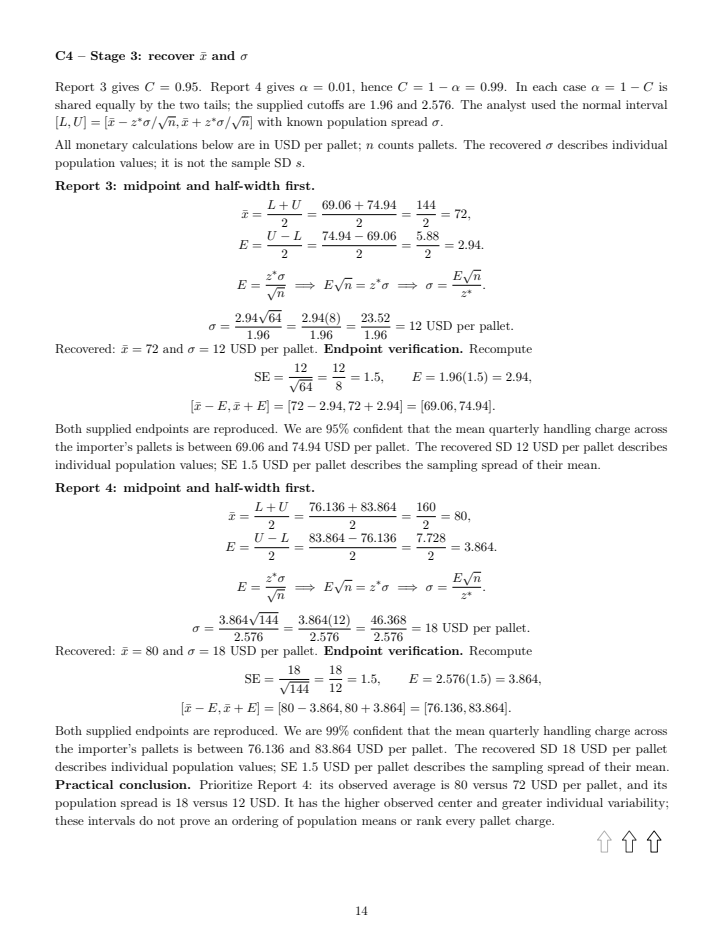 C4 – Stage 3: recover x̄ and σ
Report 3 gives C = 0.95. Report 4 gives α = 0.01, hence C = 1 − α = 0.99. In each case α = 1 − C is
shared equally by the two tails; the supplied cutoffs are 1.96 and 2.576. The analyst used the normal interval
[L, U] = [x̄ − z*σ/√n, x̄ + z*σ/√n] with known population spread σ.
All monetary calculations below are in USD per pallet; n counts pallets. The recovered σ describes individual
population values; it is not the sample SD s.
Report 3: midpoint and half-width first.
x̄ = (L + U)/2 = (69.06 + 74.94)/2 = 144/2 = 72,
E = (U − L)/2 = (74.94 − 69.06)/2 = 5.88/2 = 2.94.
E = z*σ/√n ⟹ E√n = z*σ ⟹ σ = E√n/z*.
σ = 2.94√64/1.96 = 2.94(8)/1.96 = 23.52/1.96 = 12 USD per pallet.
Recovered: x̄ = 72 and σ = 12 USD per pallet. Endpoint verification. Recompute
SE = 12/√64 = 12/8 = 1.5, E = 1.96(1.5) = 2.94,
[x̄ − E, x̄ + E] = [72 − 2.94, 72 + 2.94] = [69.06, 74.94].
Both supplied endpoints are reproduced. We are 95% confident that the mean quarterly handling charge across
the importer's pallets is between 69.06 and 74.94 USD per pallet. The recovered SD 12 USD per pallet describes
individual population values; SE 1.5 USD per pallet describes the sampling spread of their mean.
Report 4: midpoint and half-width first.
x̄ = (L + U)/2 = (76.136 + 83.864)/2 = 160/2 = 80,
E = (U − L)/2 = (83.864 − 76.136)/2 = 7.728/2 = 3.864.
E = z*σ/√n ⟹ E√n = z*σ ⟹ σ = E√n/z*.
σ = 3.864√144/2.576 = 3.864(12)/2.576 = 46.368/2.576 = 18 USD per pallet.
Recovered: x̄ = 80 and σ = 18 USD per pallet. Endpoint verification. Recompute
SE = 18/√144 = 18/12 = 1.5, E = 2.576(1.5) = 3.864,
[x̄ − E, x̄ + E] = [80 − 3.864, 80 + 3.864] = [76.136, 83.864].
Both supplied endpoints are reproduced. We are 99% confident that the mean quarterly handling charge across
the importer's pallets is between 76.136 and 83.864 USD per pallet. The recovered SD 18 USD per pallet
describes individual population values; SE 1.5 USD per pallet describes the sampling spread of their mean.
Practical conclusion. Prioritize Report 4: its observed average is 80 versus 72 USD per pallet, and its
population spread is 18 versus 12 USD. It has the higher observed center and greater individual variability;
these intervals do not prove an ordering of population means or rank every pallet charge.
14